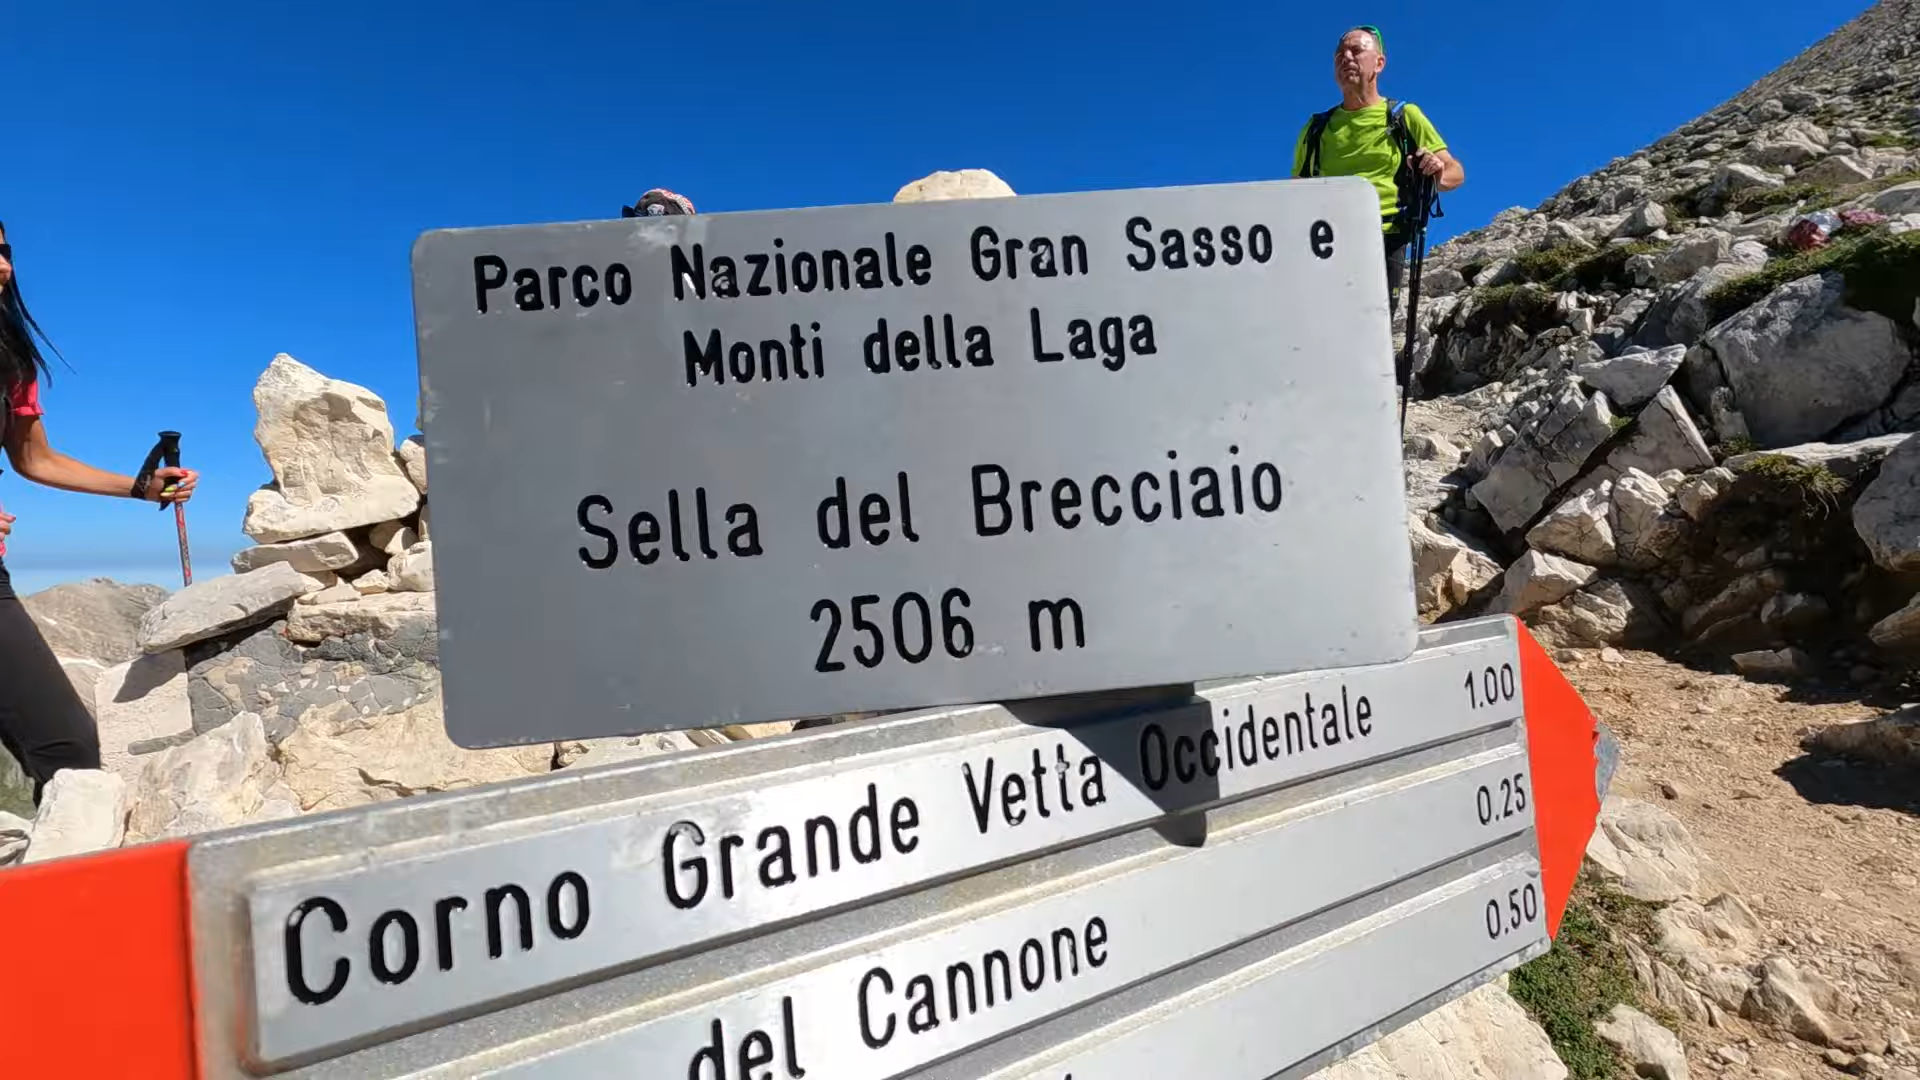 Parco Nazionale Gran Sasso e
Monti della Laga
Sella del Brecciaio
2506 m
Corno Grande Vetta Occidentale 1.00
del Cannone 0.25
0.50